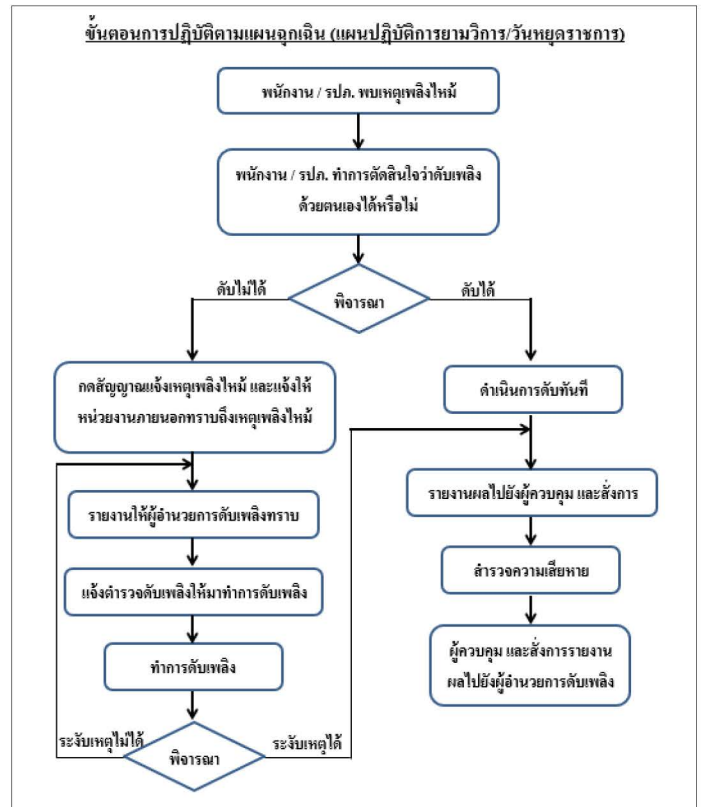 ขั้นตอนการปฏิบัติตามแผนฉุกเฉิน (แผนปฏิบัติการยามวิการ/วันหยุดราชการ)
พนักงาน / รปภ. พบเหตุเพลิงไหม้
พนักงาน / รปภ. ทำการตัดสินใจว่าดับเพลิง
ด้วยตนเองได้หรือไม่
ดับไม่ได้
พิจารณา
ดับได้
กดสัญญาณแจ้งเหตุเพลิงไหม้ และแจ้งให้
หน่วยงานภายนอกทราบถึงเหตุเพลิงไหม้
ดำเนินการดับทันที
รายงานให้ผู้อำนวยการดับเพลิงทราบ
รายงานผลไปยังผู้ควบคุม และสั่งการ
แจ้งตำรวจดับเพลิงให้มาทำการดับเพลิง
สำรวจความเสียหาย
ทำการดับเพลิง
ผู้ควบคุม และสั่งการรายงาน
ผลไปยังผู้อำนวยการดับเพลิง
ระงับเหตุไม่ได้
พิจารณา
ระงับเหตุได้